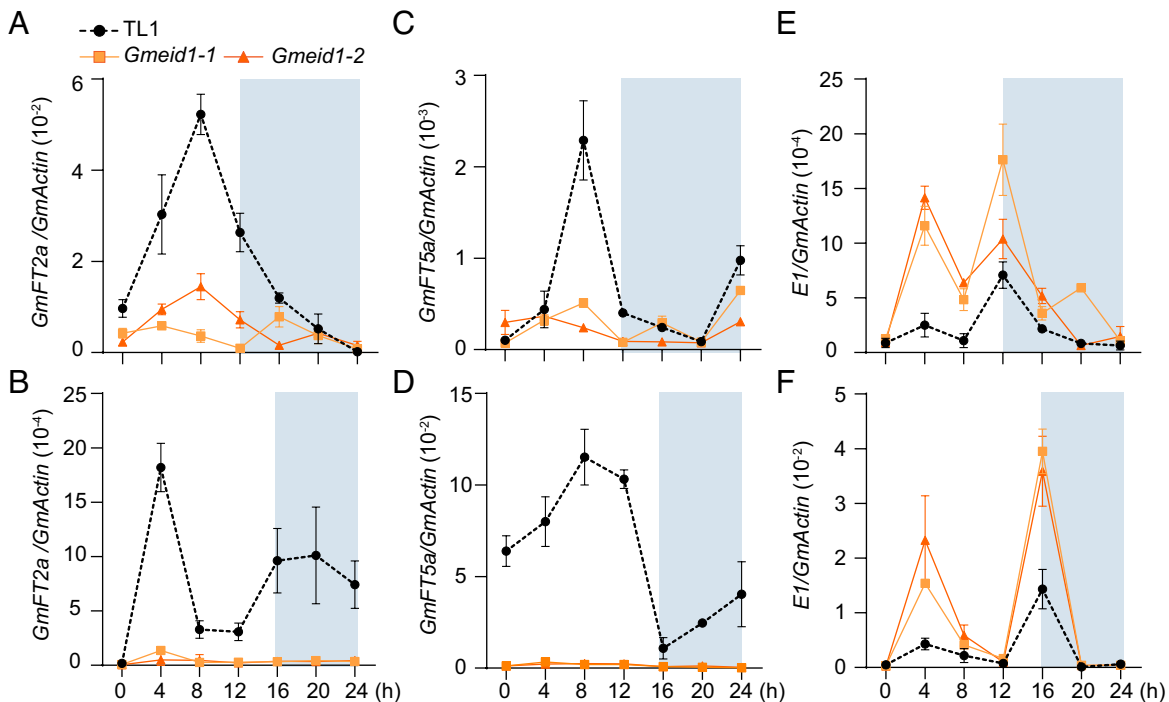 A
TL1
Gmeid1-1
Gmeid1-2
GmFT2a /GmActin (10-2)
6
4
2
0
C
GmFT5a/GmActin (10-3)
3
2
1
0
E
E1/GmActin (10-4)
25
20
15
10
5
0
B
GmFT2a /GmActin (10-4)
25
20
15
10
5
0
0 4 8 12 16 20 24 (h)
D
GmFT5a/GmActin (10-2)
15
10
5
0
0 4 8 12 16 20 24 (h)
F
E1/GmActin (10-2)
5
4
3
2
1
0
0 4 8 12 16 20 24 (h)